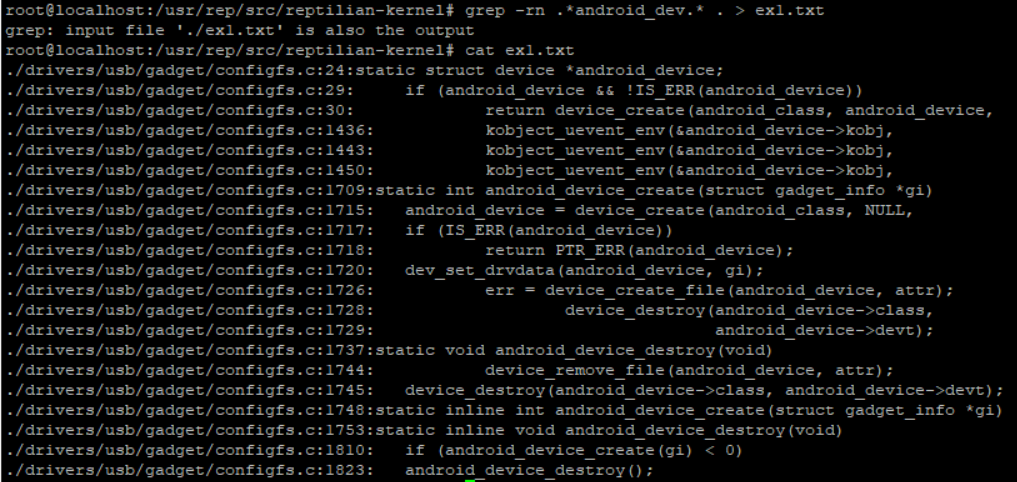 root@localhost:/usr/rep/src/reptilian-kernel# grep -rn .*android_dev.* . > ex1.txt
grep: input file './ex1.txt' is also the output
root@localhost:/usr/rep/src/reptilian-kernel# cat ex1.txt
./drivers/usb/gadget/configfs.c:24:static struct device *android_device;
./drivers/usb/gadget/configfs.c:29:   if (android_device && !IS_ERR(android_device))
./drivers/usb/gadget/configfs.c:30:           return device_create(android_class, android_device,
./drivers/usb/gadget/configfs.c:1436:         kobject_uevent_env(&android_device->kobj,
./drivers/usb/gadget/configfs.c:1443:         kobject_uevent_env(&android_device->kobj,
./drivers/usb/gadget/configfs.c:1450:         kobject_uevent_env(&android_device->kobj,
./drivers/usb/gadget/configfs.c:1709:static int android_device_create(struct gadget_info *gi)
./drivers/usb/gadget/configfs.c:1715: android_device = device_create(android_class, NULL,
./drivers/usb/gadget/configfs.c:1717: if (IS_ERR(android_device))
./drivers/usb/gadget/configfs.c:1718:         return PTR_ERR(android_device);
./drivers/usb/gadget/configfs.c:1720: dev_set_drvdata(android_device, gi);
./drivers/usb/gadget/configfs.c:1726:         err = device_create_file(android_device, attr);
./drivers/usb/gadget/configfs.c:1728:                 device_destroy(android_device->class,
./drivers/usb/gadget/configfs.c:1729:                                android_device->devt);
./drivers/usb/gadget/configfs.c:1737:static void android_device_destroy(void)
./drivers/usb/gadget/configfs.c:1744:         device_remove_file(android_device, attr);
./drivers/usb/gadget/configfs.c:1745: device_destroy(android_device->class, android_device->devt);
./drivers/usb/gadget/configfs.c:1748:static inline int android_device_create(struct gadget_info *gi)
./drivers/usb/gadget/configfs.c:1753:static inline void android_device_destroy(void)
./drivers/usb/gadget/configfs.c:1810: if (android_device_create(gi) < 0)
./drivers/usb/gadget/configfs.c:1823: android_device_destroy();